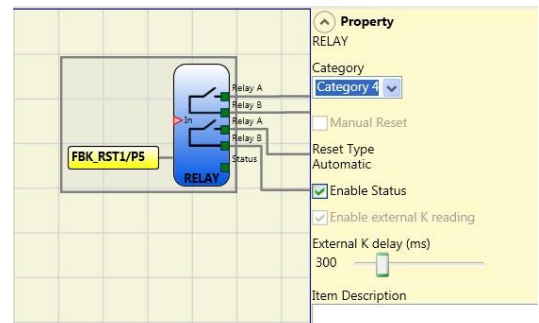 Relay A
Relay B
In
Relay A
Relay B
Status
FBK_RST1/P5
RELAY
Property
RELAY
Category
Category 4
Manual Reset
Reset Type
Automatic
Enable Status
Enable external K reading
External K delay (ms)
300
Item Description